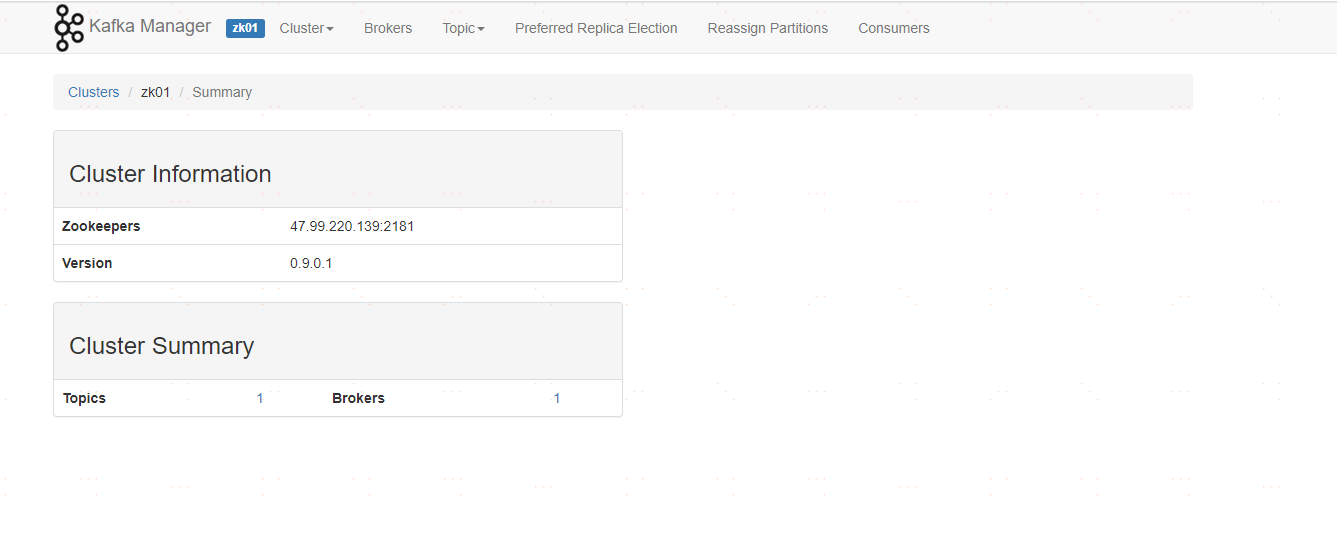 Kafka Manager zk01 Cluster Brokers Topic Preferred Replica Election Reassign Partitions Consumers
Clusters / zk01 / Summary
Cluster Information
Zookeepers 47.99.220.139:2181
Version 0.9.0.1
Cluster Summary
Topics 1 Brokers 1